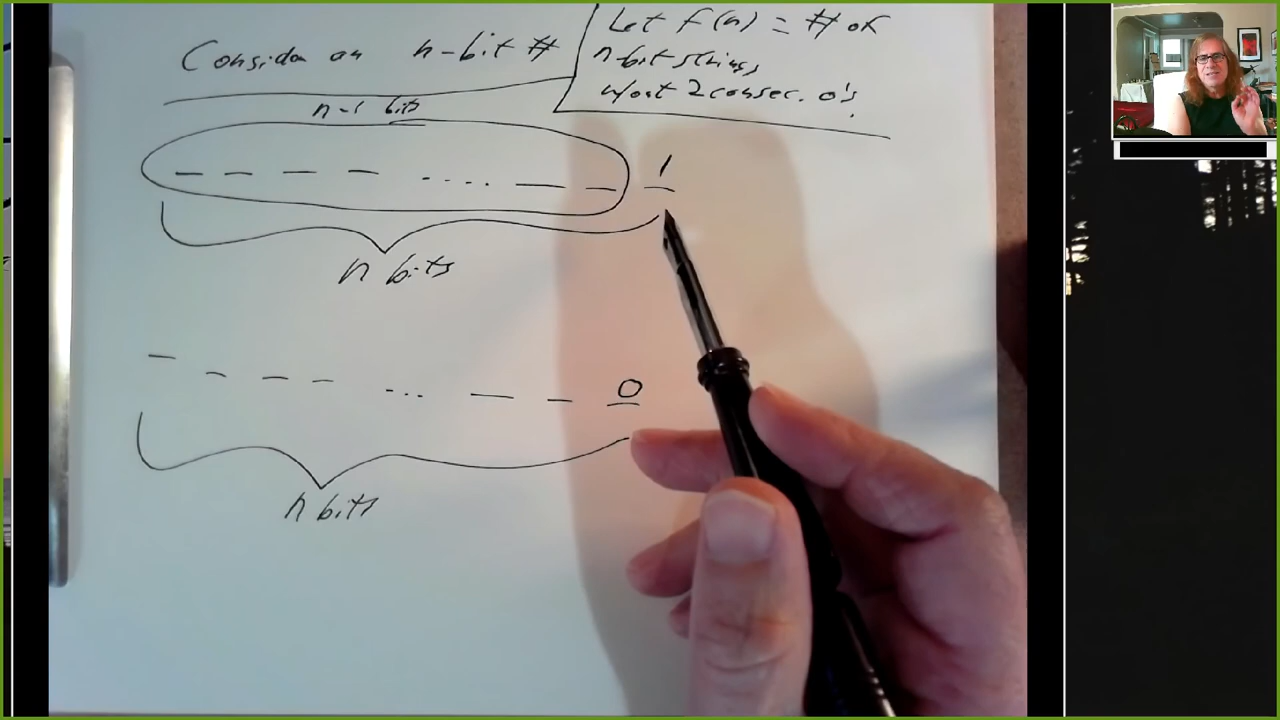 Consider an n-bit #
Let F(n) = # of
n-bit strings
w/out 2 consec. 0's.
n-1 bits
.... 1
n bits
... 0
n bits